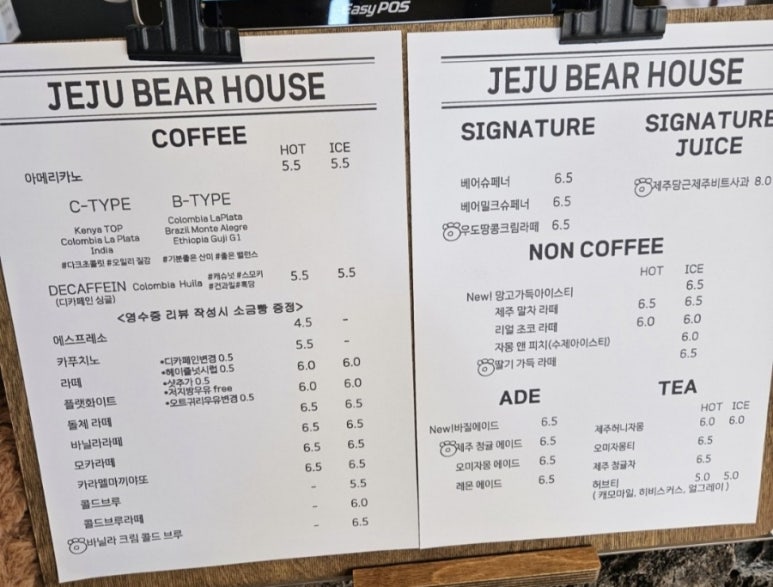 EasyPOS
JEJU BEAR HOUSE
COFFEE
HOT ICE
아메리카노 5.5 5.5
C-TYPE
Kenya TOP
Colombia La Plata
India
#다크초콜릿 #오일리 질감
B-TYPE
Colombia LaPlata
Brazil Monte Alegre
Ethiopia Guji G1
#기분좋은 산미 #좋은 밸런스
DECAFFEIN Colombia Huila #캐슈넛 #스모키 5.5 5.5
(디카페인 싱글) #건과일 #흑당
<영수증 리뷰 작성시 소금빵 증정>
에스프레소 4.5 -
카푸치노 5.5 -
라떼 6.0 6.0
플랫화이트 6.0 6.0
돌체 라떼 6.5 6.5
바닐라라떼 6.5 6.5
모카라떼 6.5 6.5
카라멜마끼야또 6.5 6.5
콜드브루 - 5.5
콜드브루라떼 - 6.0
바닐라 크림 콜드 브루 - 6.5
•디카페인변경 0.5
•헤이즐넛시럽 0.5
•샷추가 0.5
•저지방우유 free
•오트귀리우유변경 0.5
JEJU BEAR HOUSE
SIGNATURE
베어슈페너 6.5
베어밀크슈페너 6.5
우도땅콩크림라떼 6.5
SIGNATURE
JUICE
제주당근제주비트사과 8.0
NON COFFEE
HOT ICE
New! 망고가득아이스티 6.5
제주 말차 라떼 6.5 6.5
리얼 초코 라떼 6.0 6.0
자몽 앤 피치(수제아이스티) 6.0
딸기 가득 라떼 6.5
ADE
New!바질에이드 6.5
제주 청귤 에이드 6.5
오미자몽 에이드 6.5
레몬 에이드 6.5
TEA
HOT ICE
제주허니자몽 6.0 6.0
오미자몽티 6.5
제주 청귤차 6.5
허브티 5.0 5.0
( 캐모마일, 히비스커스, 얼그레이 )